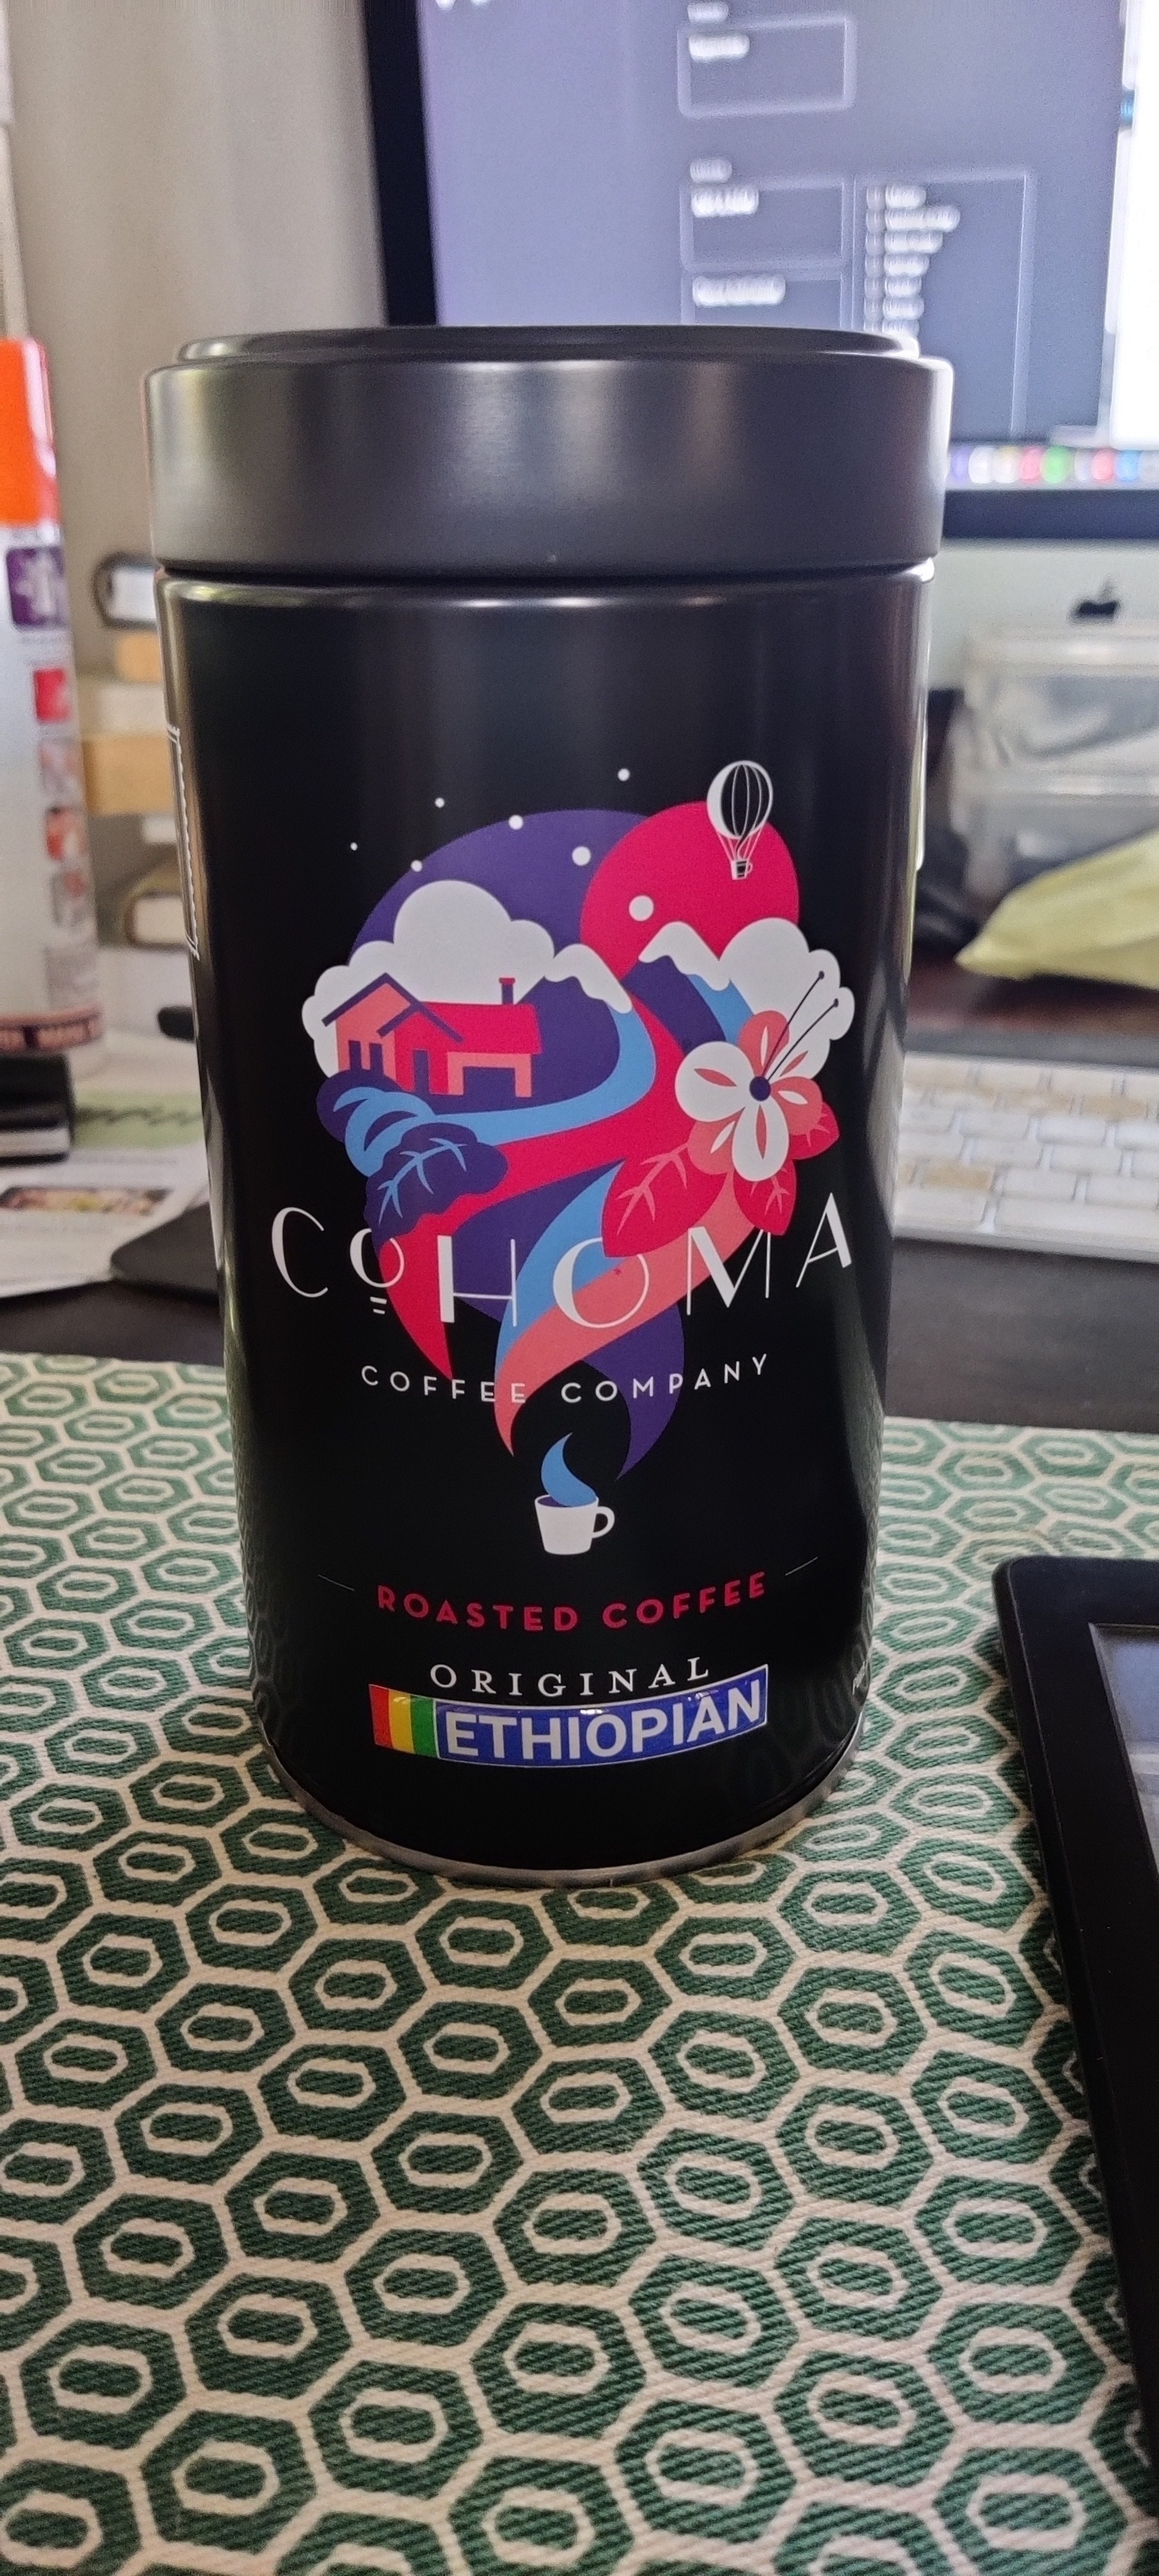 COHOMA
COFFEE COMPANY
ROASTED COFFEE
ORIGINAL
ETHIOPIAN